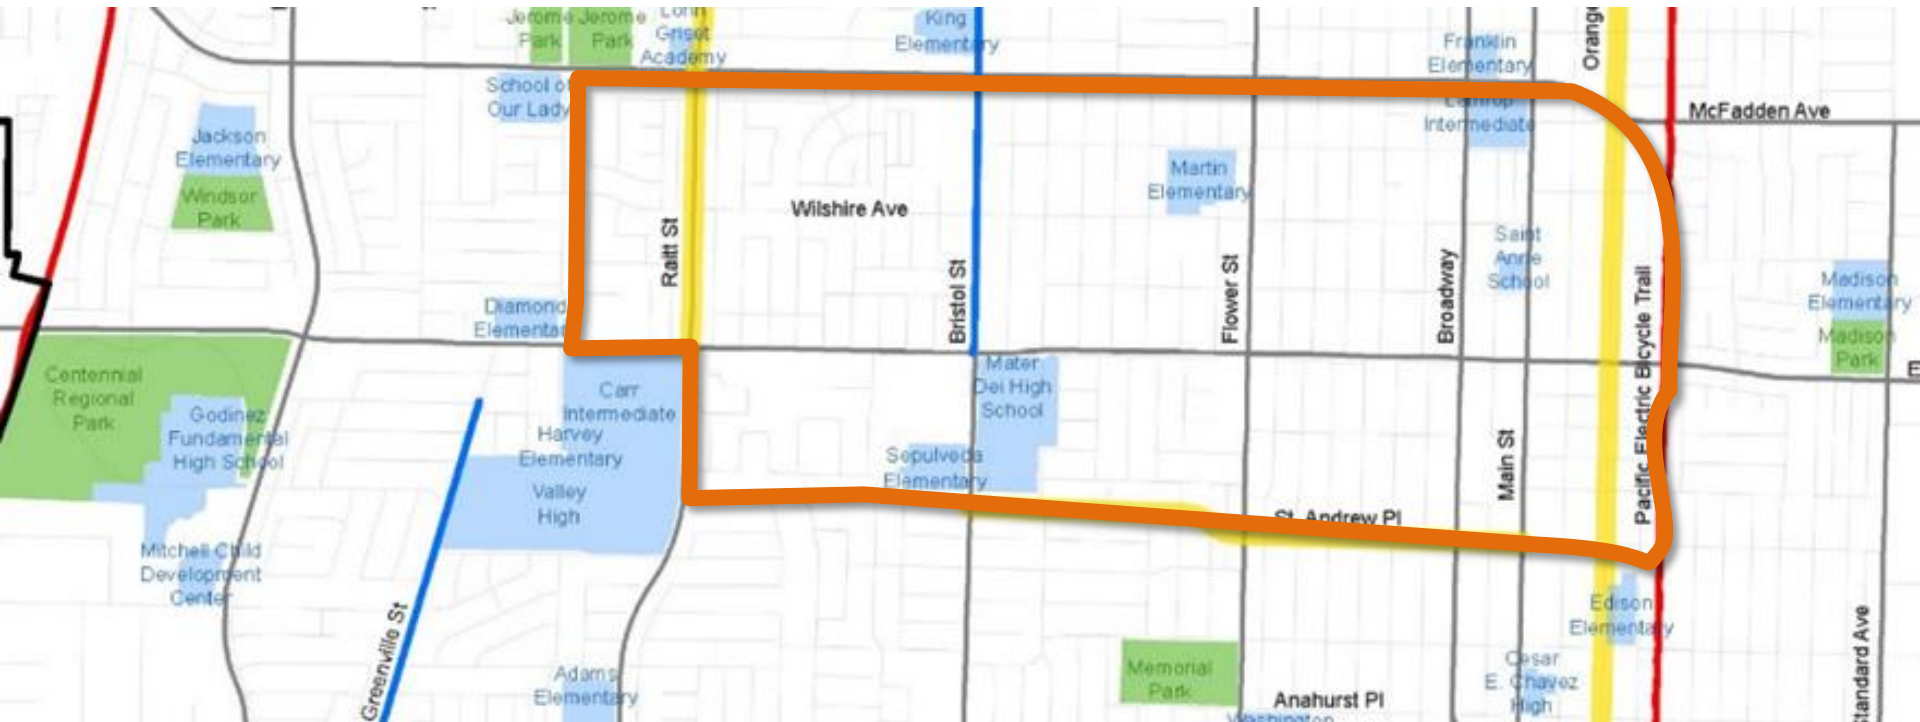 Jerome
Park
Jerome
Park
Lorin
Griset
Academy
King
Elementary
Franklin
Elementary
Orange
School of
Our Lady
Lathrop
Intermediate
McFadden Ave
Jackson
Elementary
Windsor
Park
Martin
Elementary
Wilshire Ave
Raitt St
Bristol St
Flower St
Broadway
Saint
Anne
School
Pacific Electric Bicycle Trail
Madison
Elementary
Madison
Park
E
Diamond
Elementar
Centennial
Regional
Park
Godinez
Fundamental
High School
Carr
Intermediate
Harvey
Elementary
Valley
High
Mater
Dei High
School
Sepulveda
Elementary
Main St
St. Andrew Pl
Mitchell Child
Development
Center
Greenville St
Adams
Elementary
Memorial
Park
Anahurst Pl
Washington
Edison
Elementary
Cesar
E. Chavez
High
Standard Ave